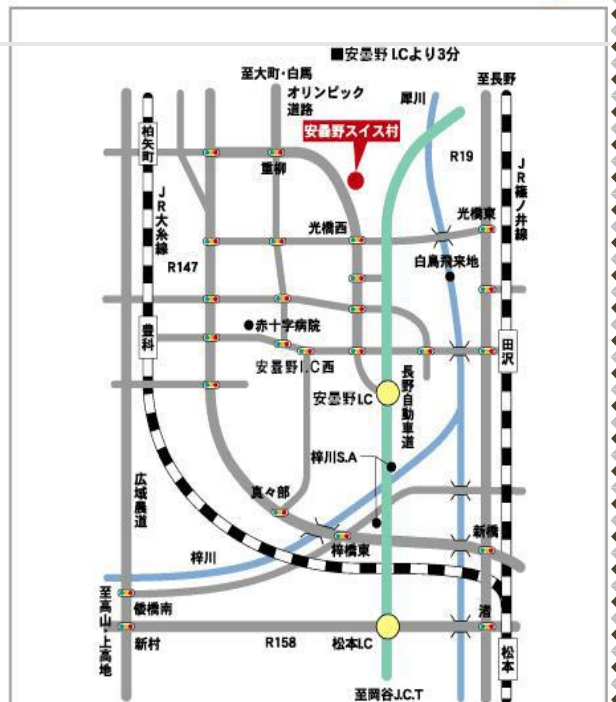 ■安曇野 I.Cより3分
至大町・白馬
オリンピック
道路
犀川
至長野
安曇野スイス村
柏矢町
重柳
R19
JR篠ノ井線
JR大糸線
光橋西
光橋東
R147
白鳥飛来地
豊科
赤十字病院
田沢
安曇野I.C西
安曇野I.C
長野自動車道
梓川S.A
広域農道
真々部
新橋
梓橋東
梓川
至高山・上高地
倭橋南
渚
新村
R158
松本I.C
松本
至岡谷J.C.T